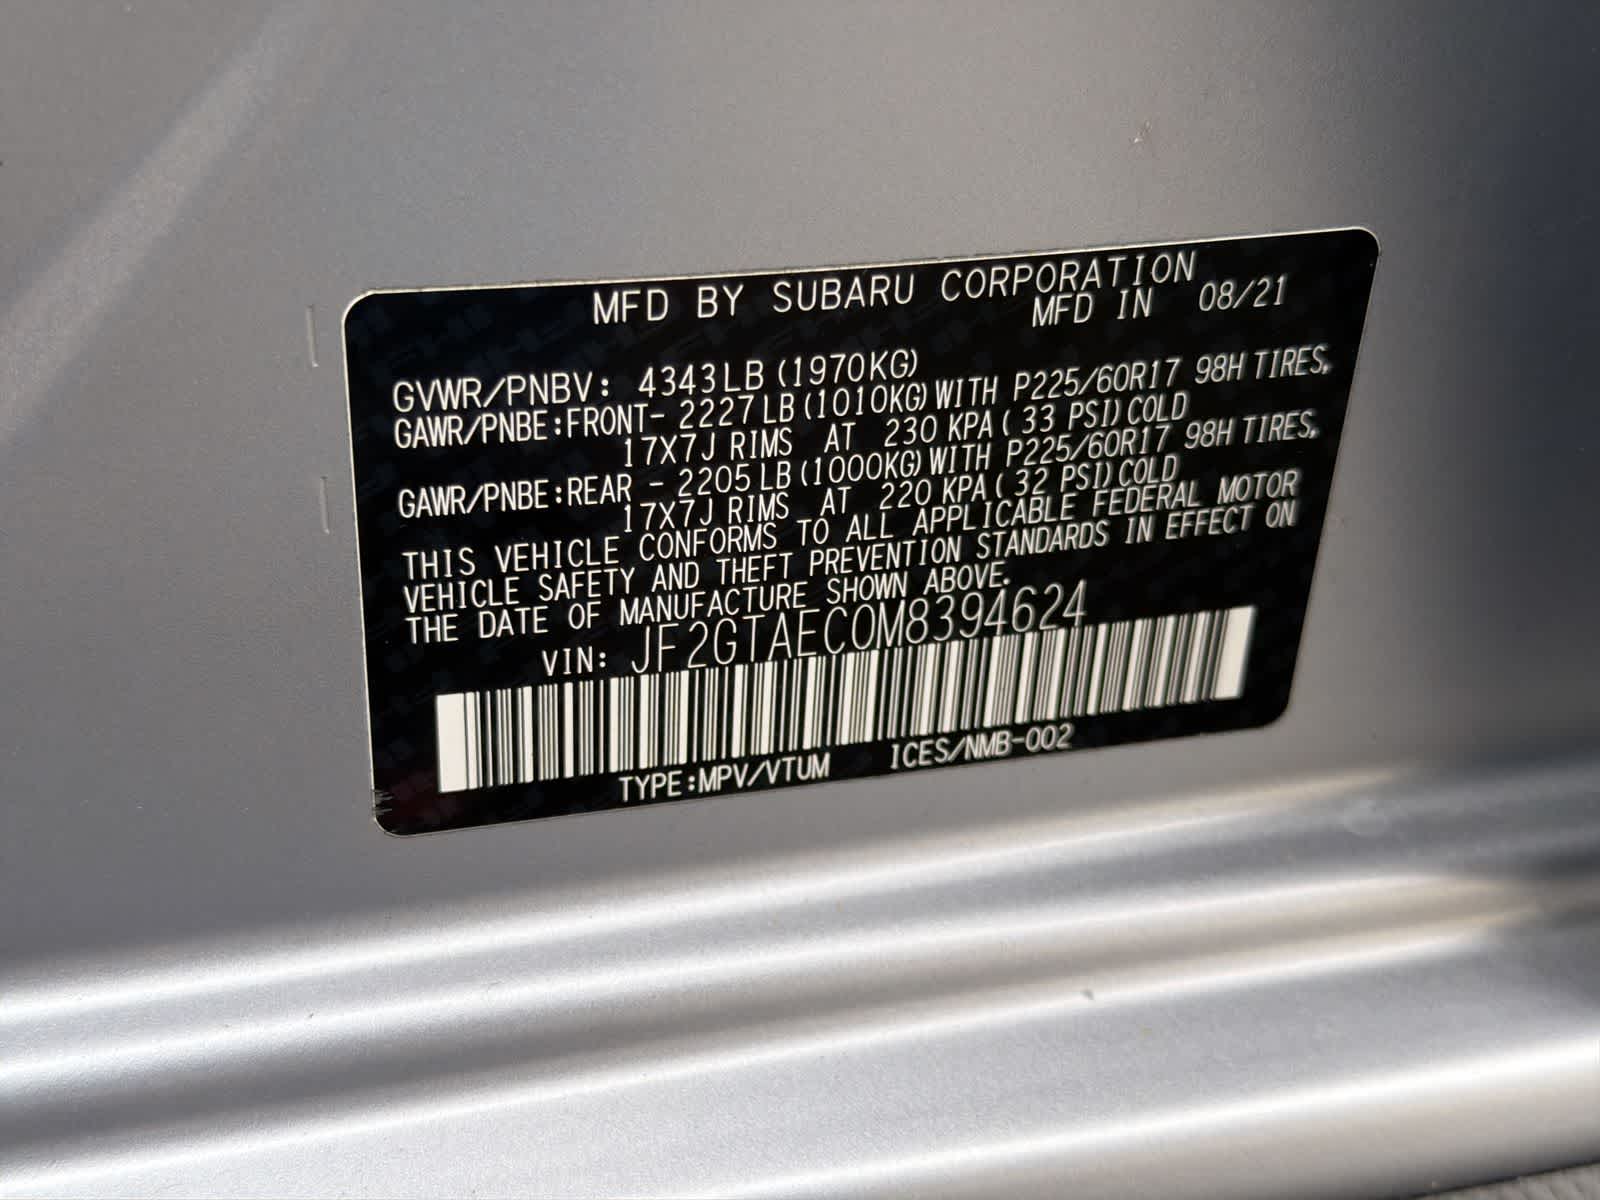 MFD BY SUBARU CORPORATION
MFD IN 08/21
GVWR/PNBV: 4343LB (1970KG)
GAWR/PNBE:FRONT- 2227LB(1010KG)WITH P225/60R17 98H TIRES,
17X7J RIMS AT 230 KPA( 33 PSI)COLD
GAWR/PNBE:REAR - 2205LB(1000KG)WITH P225/60R17 98H TIRES,
17X7J RIMS AT 220 KPA( 32 PSI)COLD
THIS VEHICLE CONFORMS TO ALL APPLICABLE FEDERAL MOTOR
VEHICLE SAFETY AND THEFT PREVENTION STANDARDS IN EFFECT ON
THE DATE OF MANUFACTURE SHOWN ABOVE.
VIN: JF2GTAEC0M8394624
TYPE:MPV/VTUM ICES/NMB-002